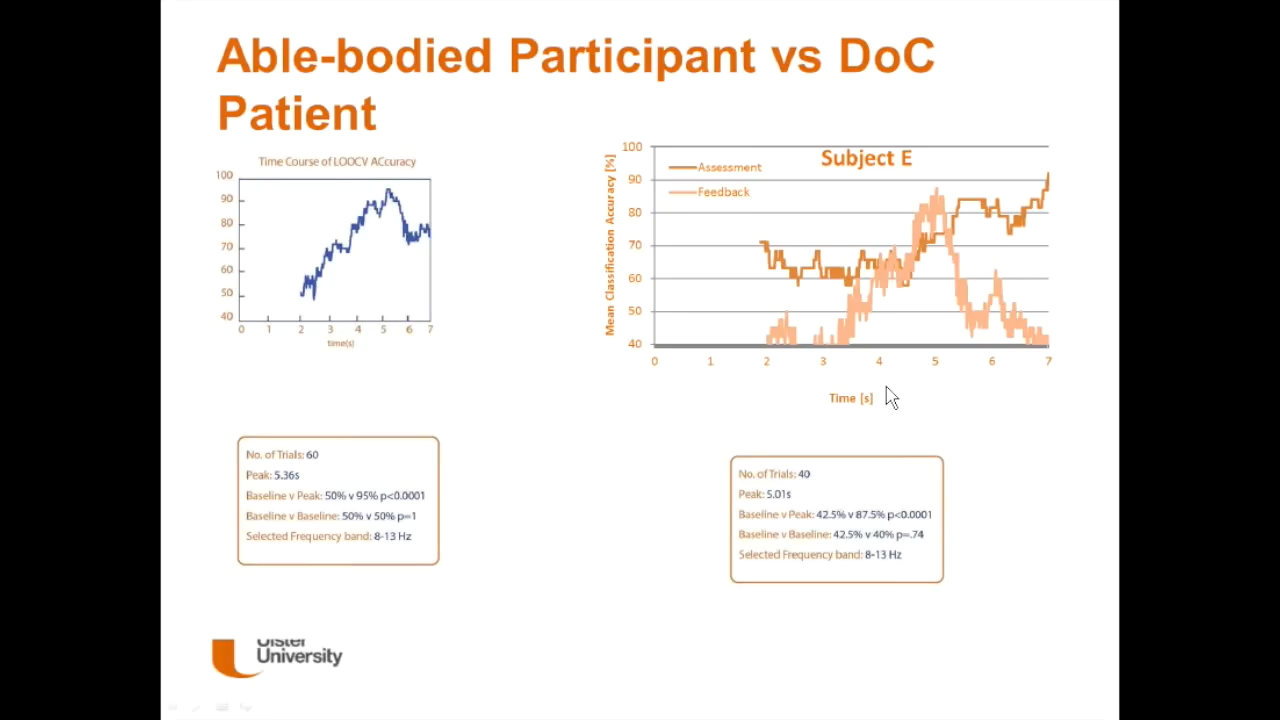 Able-bodied Participant vs DoC
Patient
Time Course of LOOCV ACcuracy
100
90
80
70
60
50
40
0 1 2 3 4 5 6 7
time(s)
Subject E
Assessment
Feedback
Mean Classification Accuracy [%]
100
90
80
70
60
50
40
0 1 2 3 4 5 6 7
Time [s]
No. of Trials: 60
Peak: 5.36s
Baseline v Peak: 50% v 95% p<0.0001
Baseline v Baseline: 50% v 50% p=1
Selected Frequency band: 8-13 Hz
No. of Trials: 40
Peak: 5.01s
Baseline v Peak: 42.5% v 87.5% p<0.0001
Baseline v Baseline: 42.5% v 40% p=.74
Selected Frequency band: 8-13 Hz
Ulster
University